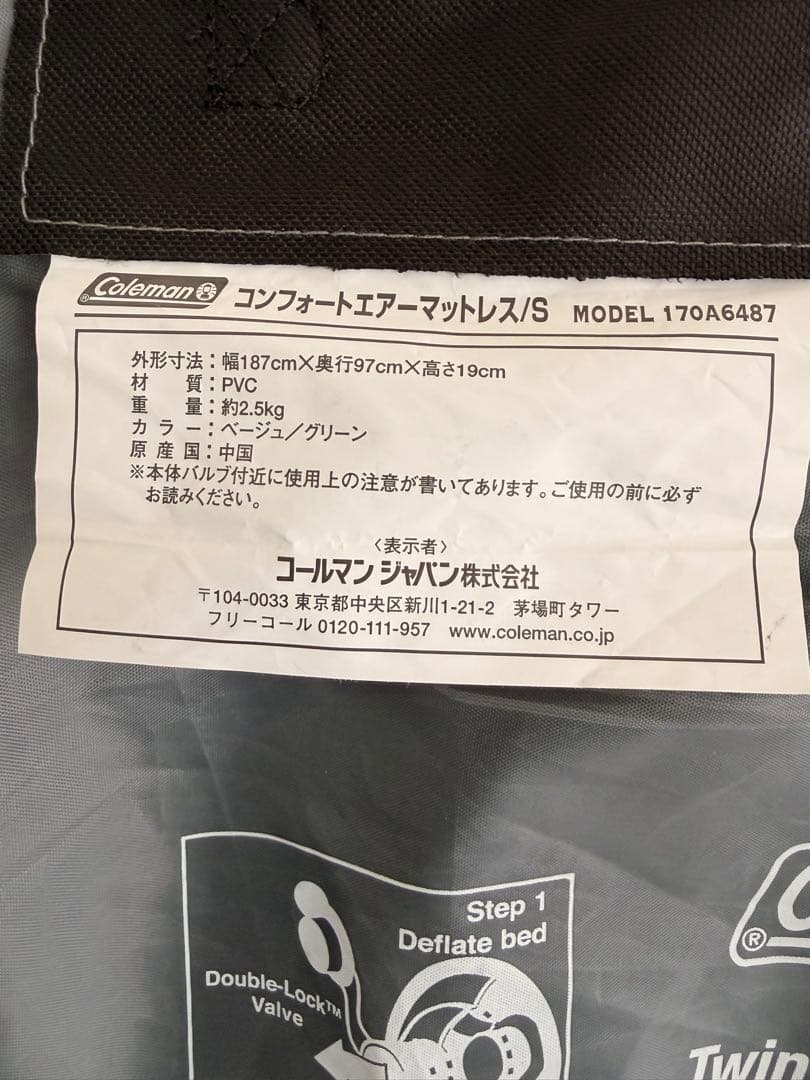 Coleman® コンフォートエアーマットレス/S MODEL 170A6487
外形寸法：幅187cm×奥行97cm×高さ19cm
材　質：PVC
重　量：約2.5kg
カ ラ ー：ベージュ／グリーン
原 産 国：中国
※本体バルブ付近に使用上の注意が書いてあります。ご使用の前に必ず
お読みください。
〈表示者〉
コールマン ジャパン株式会社
〒104-0033 東京都中央区新川1-21-2　茅場町タワー
フリーコール 0120-111-957　www.coleman.co.jp
Step 1
Deflate bed
Double-Lock™
Valve
®
Twin